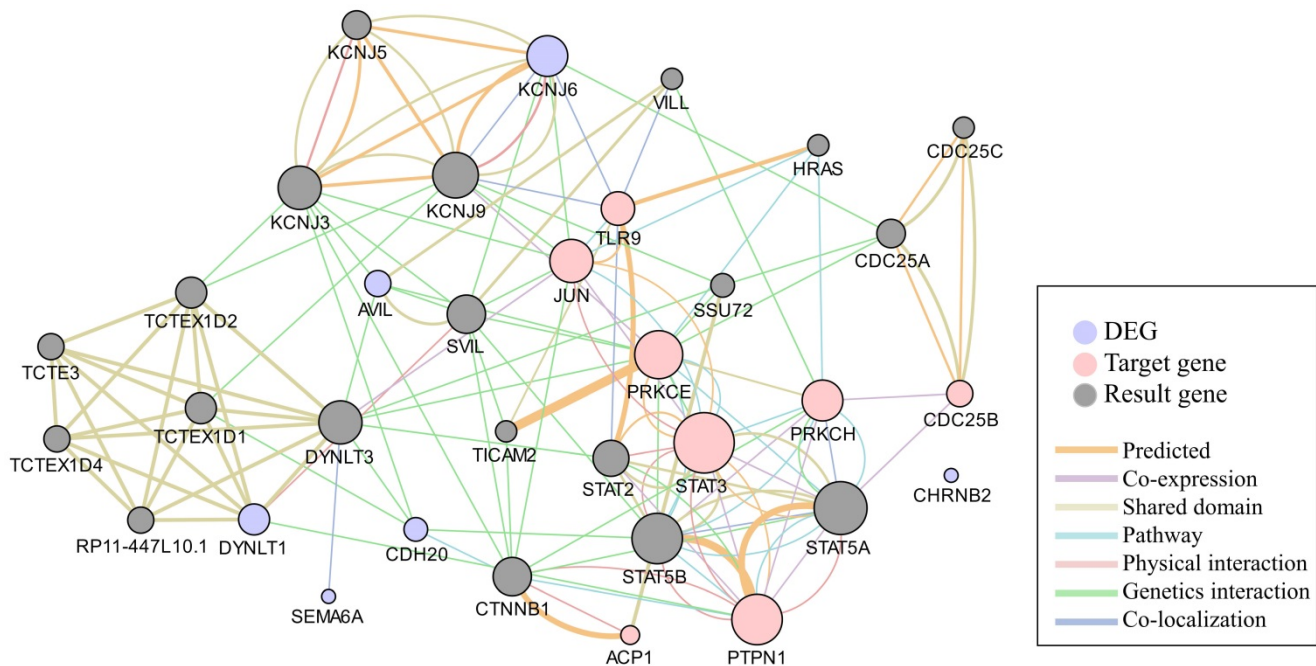 KCNJ5
KCNJ6
VILL
HRAS
CDC25C
KCNJ3
KCNJ9
TLR9
CDC25A
JUN
AVIL
SSU72
TCTEX1D2
SVIL
TCTE3
PRKCE
TCTEX1D1
PRKCH
CDC25B
TCTEX1D4
DYNLT3
TICAM2
STAT2
STAT3
CHRNB2
RP11-447L10.1
DYNLT1
CDH20
STAT5B
STAT5A
SEMA6A
CTNNB1
ACP1
PTPN1
DEG
Target gene
Result gene
Predicted
Co-expression
Shared domain
Pathway
Physical interaction
Genetics interaction
Co-localization